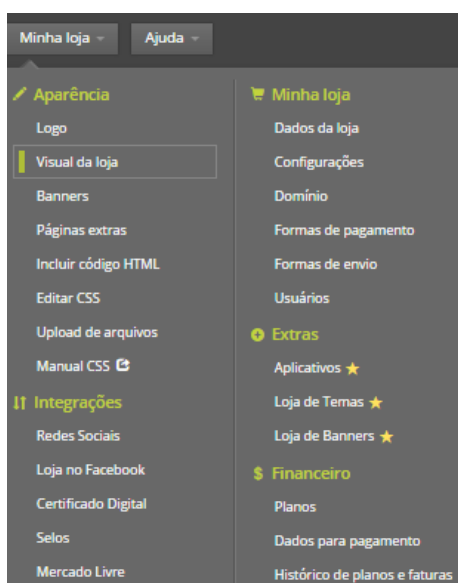 Minha loja
Ajuda
Aparência
Logo
Visual da loja
Banners
Páginas extras
Incluir código HTML
Editar CSS
Upload de arquivos
Manual CSS
Integrações
Redes Sociais
Loja no Facebook
Certificado Digital
Selos
Mercado Livre
Minha loja
Dados da loja
Configurações
Domínio
Formas de pagamento
Formas de envio
Usuários
Extras
Aplicativos
Loja de Temas
Loja de Banners
$ Financeiro
Planos
Dados para pagamento
Histórico de planos e faturas